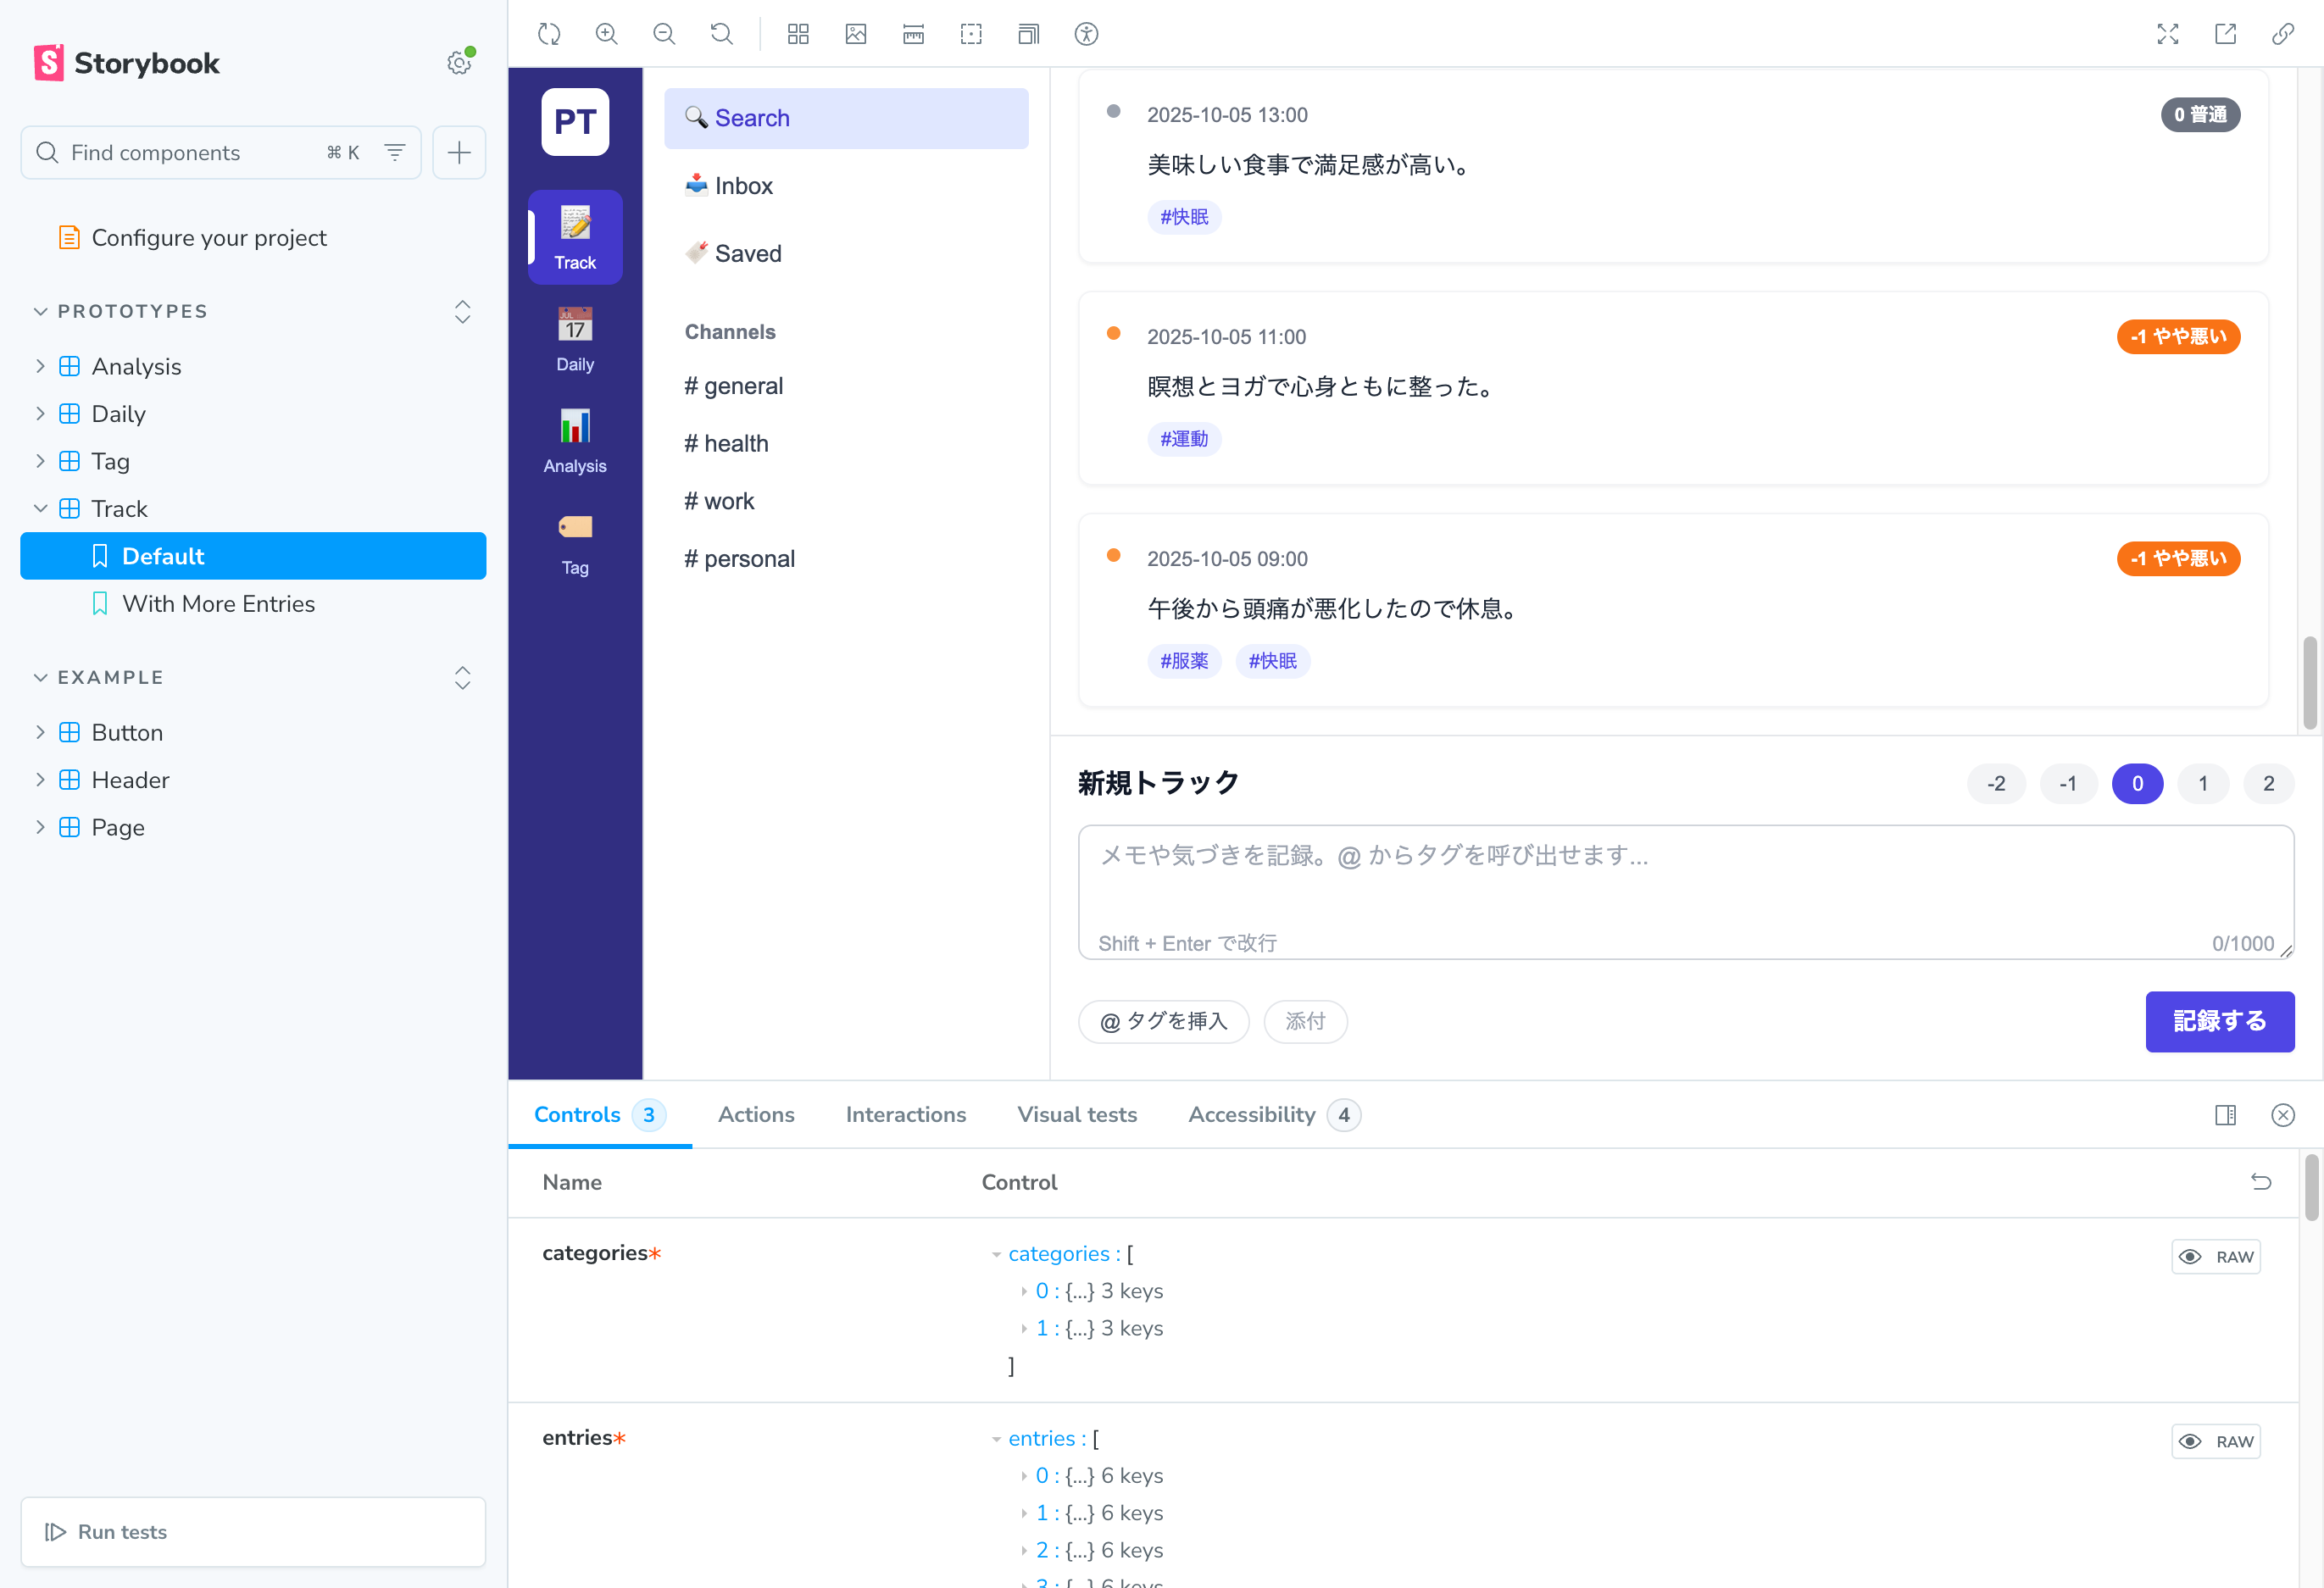 Storybook
Find components
⌘ K
Configure your project
PROTOTYPES
Analysis
Daily
Tag
Track
Default
With More Entries
EXAMPLE
Button
Header
Page
Run tests
PT
Track
JUL
17
Daily
Analysis
Tag
Search
Inbox
Saved
Channels
# general
# health
# work
# personal
2025-10-05 13:00
0 普通
美味しい食事で満足感が高い。
#快眠
2025-10-05 11:00
-1 やや悪い
瞑想とヨガで心身ともに整った。
#運動
2025-10-05 09:00
-1 やや悪い
午後から頭痛が悪化したので休息。
#服薬 #快眠
新規トラック
-2 -1 0 1 2
メモや気づきを記録。@ からタグを呼び出せます...
Shift + Enter で改行
0/1000
@ タグを挿入
添付
記録する
Controls 3
Actions
Interactions
Visual tests
Accessibility 4
Name
Control
categories*
categories : [
0 : {...} 3 keys
1 : {...} 3 keys
]
RAW
entries*
entries : [
0 : {...} 6 keys
1 : {...} 6 keys
2 : {...} 6 keys
3 : {...} 6 keys
RAW